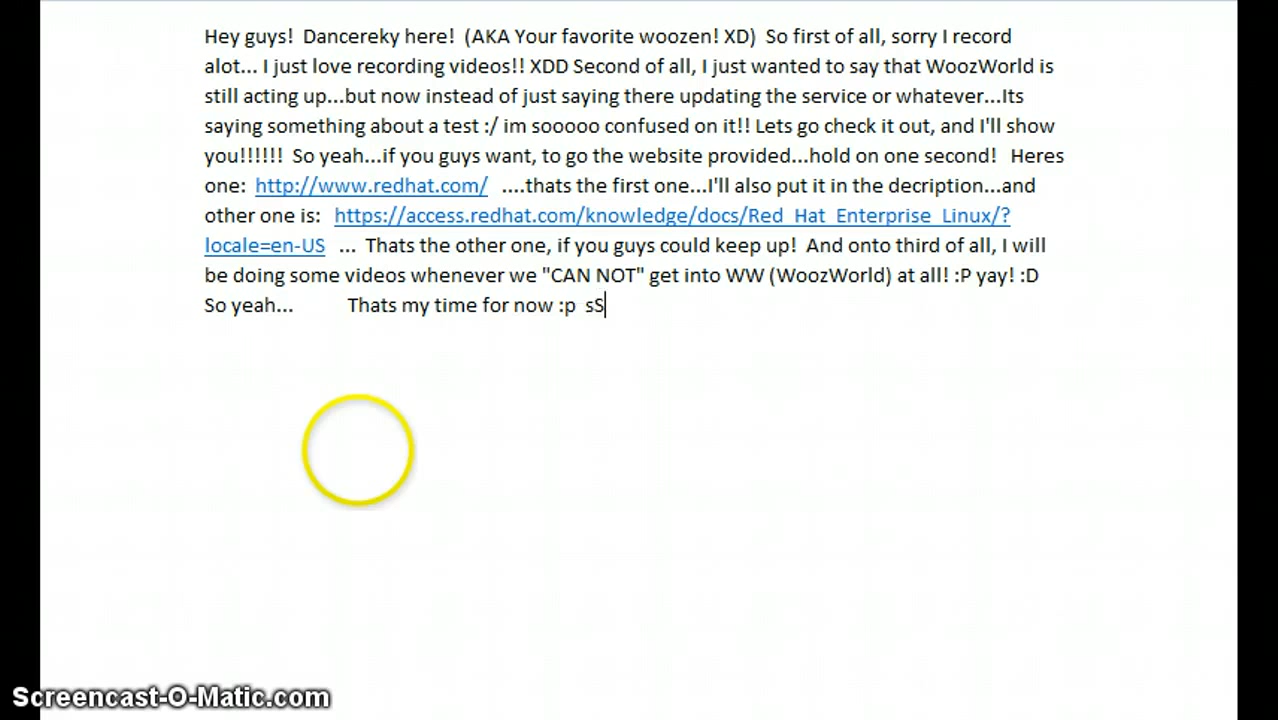 Hey guys!  Dancereky here!  (AKA Your favorite woozen! XD)  So first of all, sorry I record
alot... I just love recording videos!! XDD Second of all, I just wanted to say that WoozWorld is
still acting up...but now instead of just saying there updating the service or whatever...Its
saying something about a test :/ im sooooo confused on it!! Lets go check it out, and I'll show
you!!!!!!  So yeah...if you guys want, to go the website provided...hold on one second!   Heres
one:  http://www.redhat.com/   ....thats the first one...I'll also put it in the decription...and
other one is:   https://access.redhat.com/knowledge/docs/Red_Hat_Enterprise_Linux/?
locale=en-US   ...  Thats the other one, if you guys could keep up!  And onto third of all, I will
be doing some videos whenever we "CAN NOT" get into WW (WoozWorld) at all! :P yay! :D
So yeah...          Thats my time for now :p  sS
Screencast-O-Matic.com